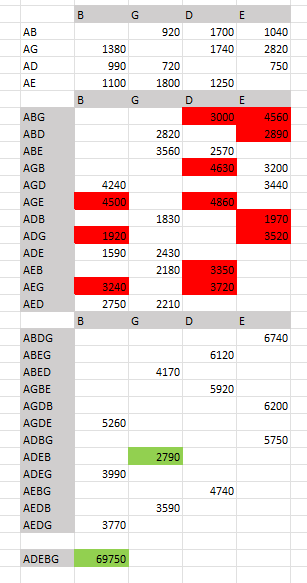 B G D E
AB 920 1700 1040
AG 1380 1740 2820
AD 990 720 750
AE 1100 1800 1250
B G D E
ABG 3000 4560
ABD 2820 2890
ABE 3560 2570
AGB 4630 3200
AGD 4240 3440
AGE 4500 4860
ADB 1830 1970
ADG 1920 3520
ADE 1590 2430
AEB 2180 3350
AEG 3240 3720
AED 2750 2210
B G D E
ABDG 6740
ABEG 6120
ABED 4170
AGBE 5920
AGDB 6200
AGDE 5260
ADBG 5750
ADEB 2790
ADEG 3990
AEBG 4740
AEDB 3590
AEDG 3770
ADEBG 69750